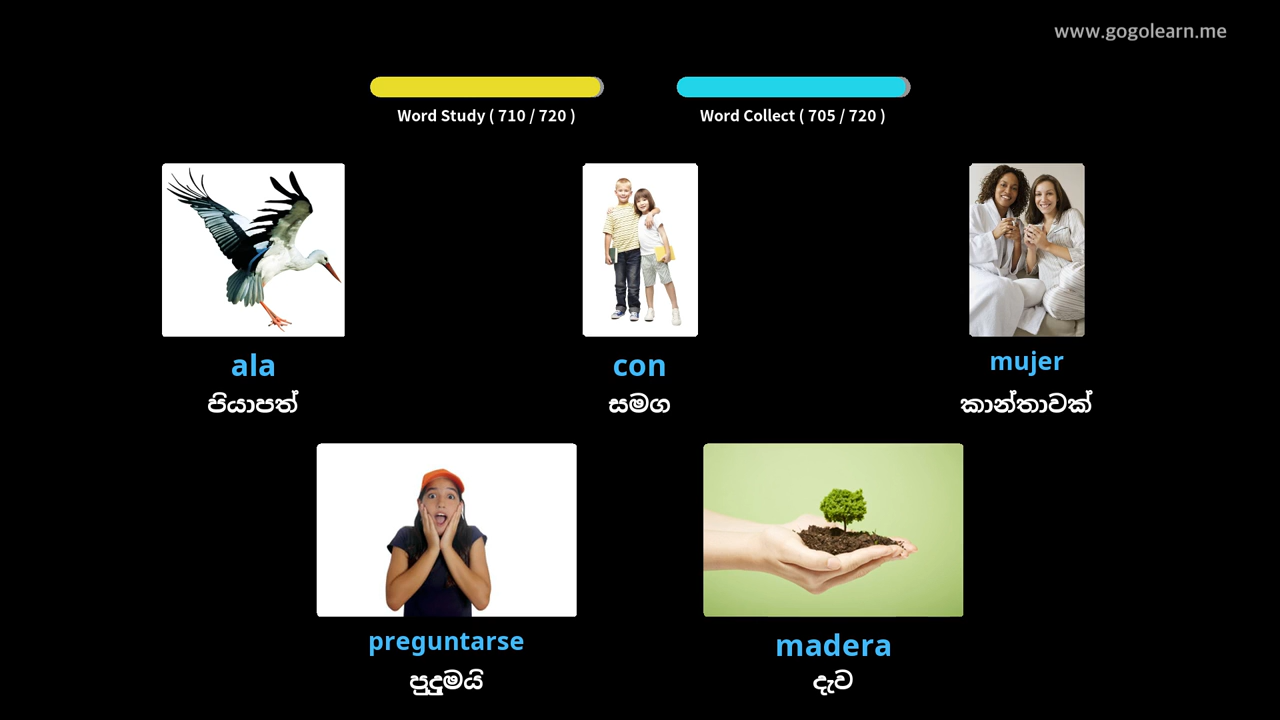 www.gogolearn.me
Word Study ( 710 / 720 )
Word Collect ( 705 / 720 )
ala
පියාපත්
con
සමග
mujer
කාන්තාවක්
preguntarse
පුදුමයි
madera
දැව